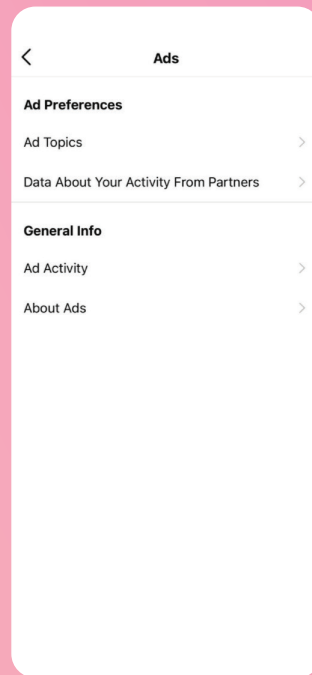 Ads
Ad Preferences
Ad Topics
Data About Your Activity From Partners
General Info
Ad Activity
About Ads